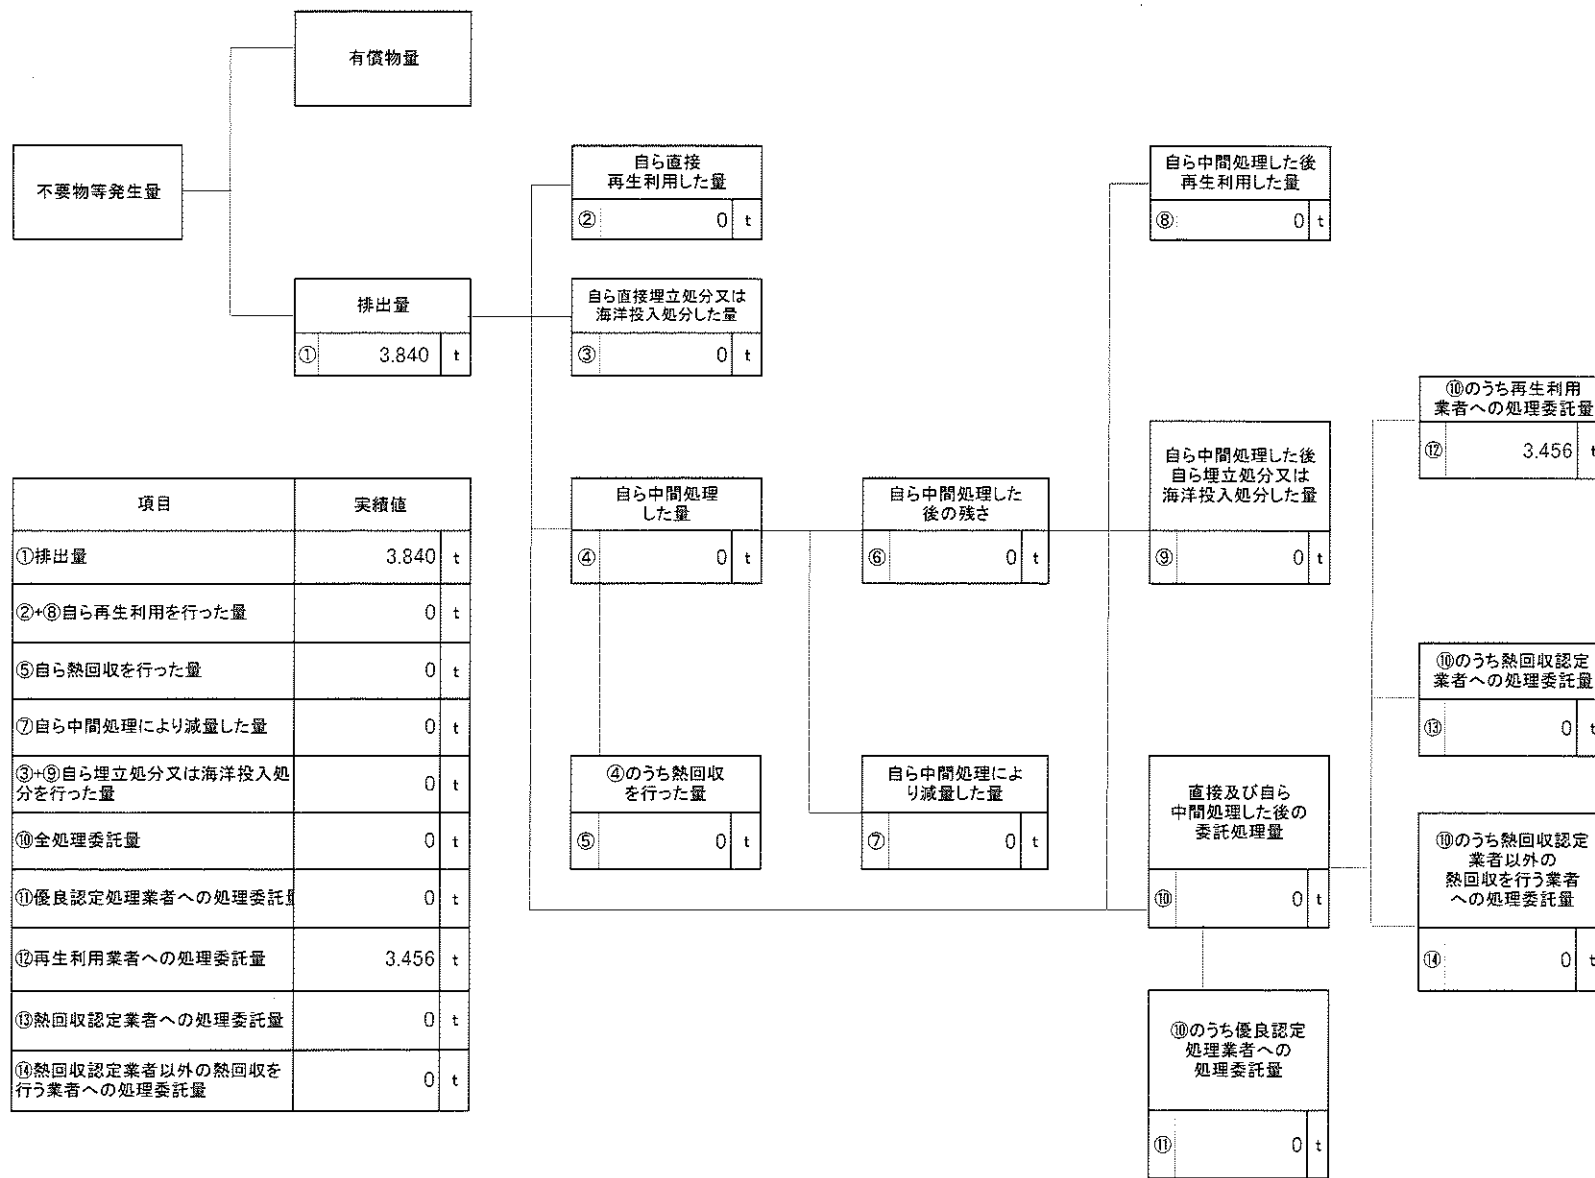 有償物量
不要物等発生量
排出量
① 3.840 t
自ら直接
再生利用した量
② 0 t
自ら直接埋立処分又は
海洋投入処分した量
③ 0 t
自ら中間処理
した量
④ 0 t
④のうち熱回収
を行った量
⑤ 0 t
自ら中間処理した
後の残さ
⑥ 0 t
自ら中間処理によ
り減量した量
⑦ 0 t
自ら中間処理した後
再生利用した量
⑧ 0 t
自ら中間処理した後
自ら埋立処分又は
海洋投入処分した量
⑨ 0 t
直接及び自ら
中間処理した後の
委託処理量
⑩ 0 t
⑩のうち優良認定
処理業者への
処理委託量
⑪ 0 t
⑩のうち再生利用
業者への処理委託量
⑫ 3.456 t
⑩のうち熱回収認定
業者への処理委託量
⑬ 0 t
⑩のうち熱回収認定
業者以外の
熱回収を行う業者
への処理委託量
⑭ 0 t
項目 実績値
①排出量 3.840 t
②+⑧自ら再生利用を行った量 0 t
⑤自ら熱回収を行った量 0 t
⑦自ら中間処理により減量した量 0 t
③+⑨自ら埋立処分又は海洋投入処
分を行った量 0 t
⑩全処理委託量 0 t
⑪優良認定処理業者への処理委託 0 t
⑫再生利用業者への処理委託量 3.456 t
⑬熱回収認定業者への処理委託量 0 t
⑭熱回収認定業者以外の熱回収を
行う業者への処理委託量 0 t